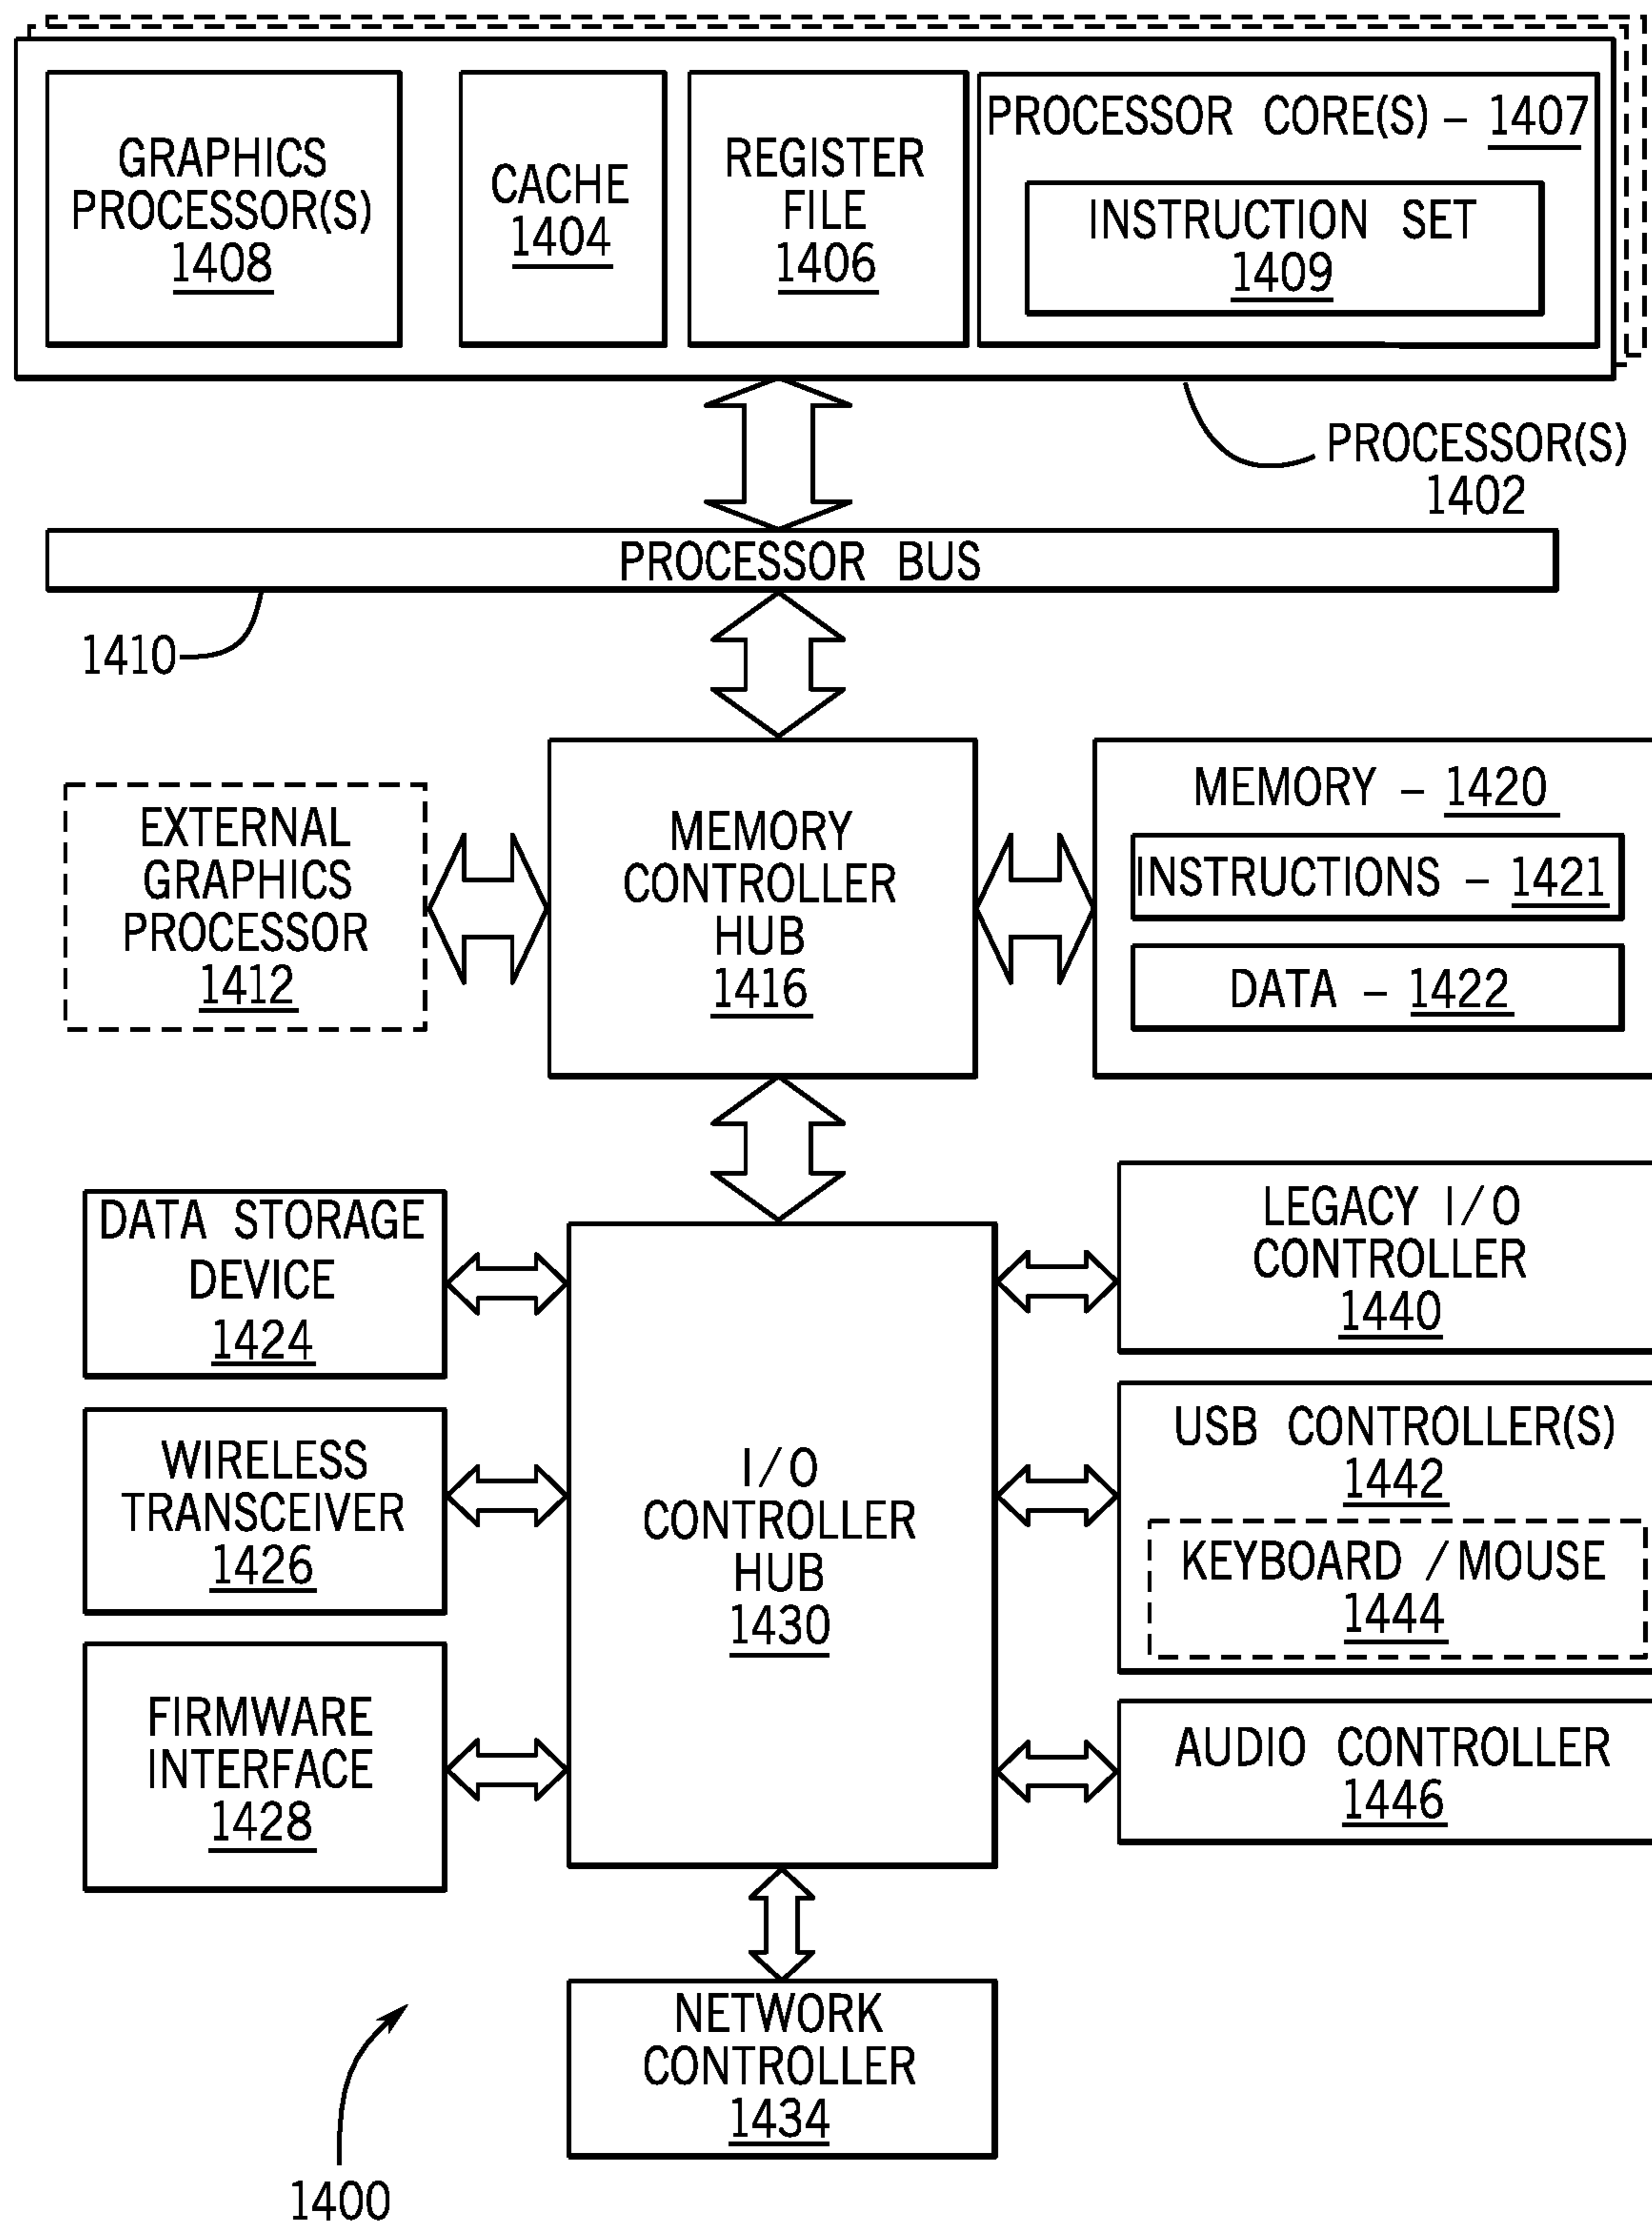 GRAPHICS
PROCESSOR(S)
1408
CACHE
1404
REGISTER
FILE
1406
PROCESSOR CORE(S) – 1407
INSTRUCTION SET
1409
PROCESSOR(S)
1402
PROCESSOR BUS
1410
EXTERNAL
GRAPHICS
PROCESSOR
1412
MEMORY
CONTROLLER
HUB
1416
MEMORY – 1420
INSTRUCTIONS – 1421
DATA – 1422
DATA STORAGE
DEVICE
1424
WIRELESS
TRANSCEIVER
1426
FIRMWARE
INTERFACE
1428
I/O
CONTROLLER
HUB
1430
LEGACY I/O
CONTROLLER
1440
USB CONTROLLER(S)
1442
KEYBOARD /MOUSE
1444
AUDIO CONTROLLER
1446
NETWORK
CONTROLLER
1434
1400